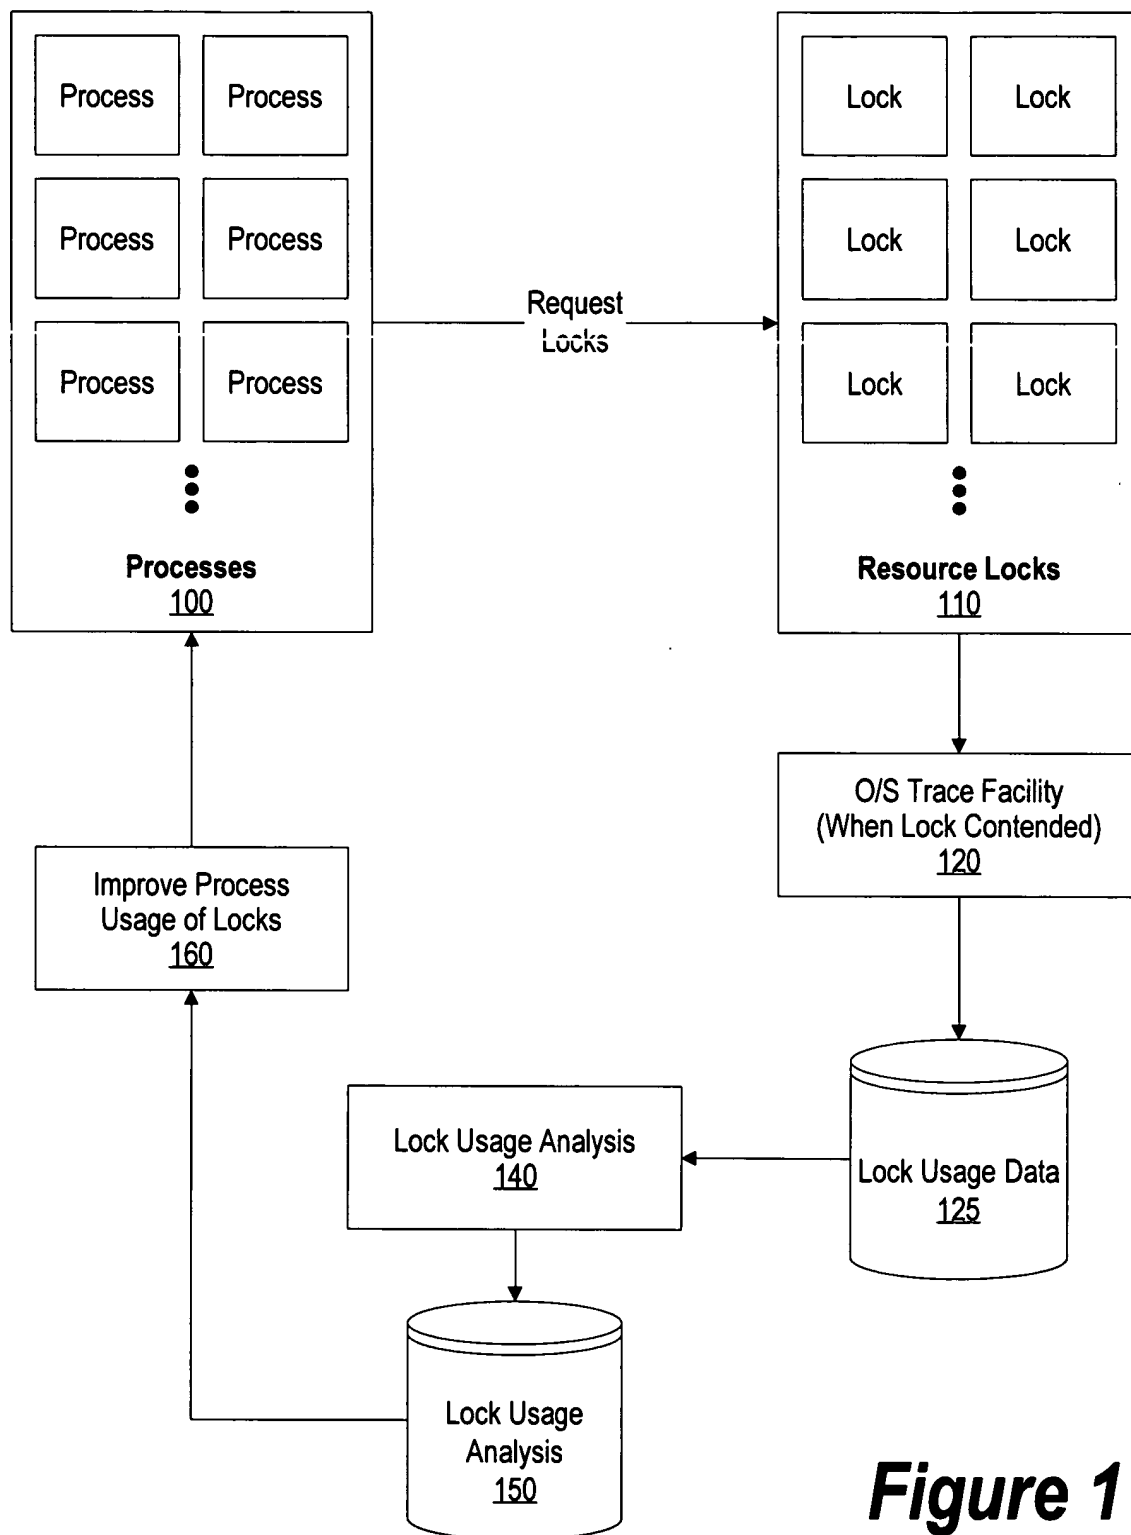 Process Process
Process Process
Process Process
Processes
100
Request
Locks
Lock Lock
Lock Lock
Lock Lock
Resource Locks
110
O/S Trace Facility
(When Lock Contended)
120
Improve Process
Usage of Locks
160
Lock Usage Analysis
140
Lock Usage Data
125
Lock Usage
Analysis
150
Figure 1